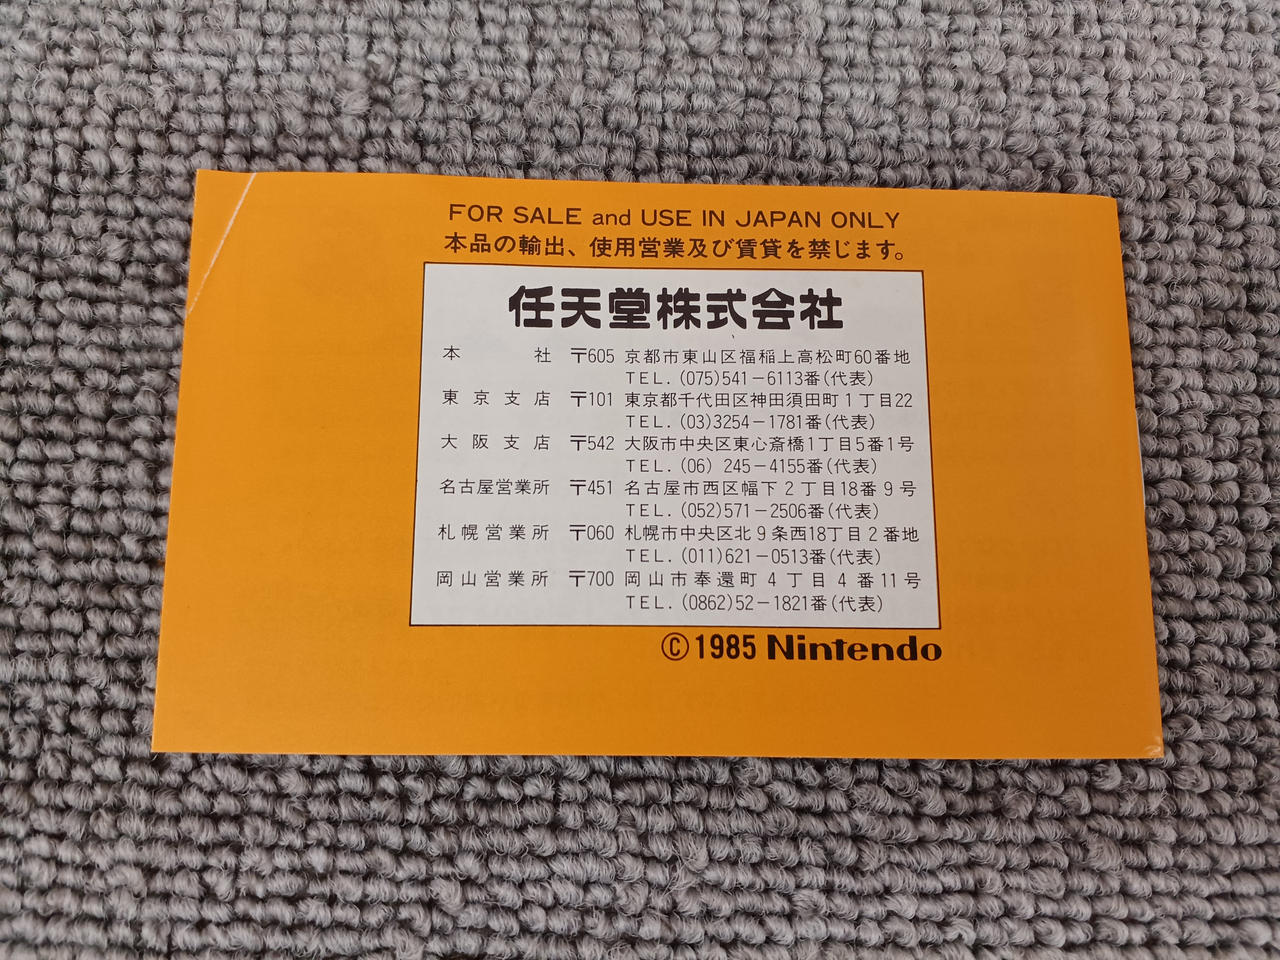 FOR SALE and USE IN JAPAN ONLY
本品の輸出、使用営業及び賃貸を禁じます。
任天堂株式会社
本社 〒605 京都市東山区福稲上高松町60番地
TEL. (075)541-6113番(代表)
東京支店 〒101 東京都千代田区神田須田町1丁目22
TEL. (03)3254-1781番(代表)
大阪支店 〒542 大阪市中央区東心斎橋1丁目5番1号
TEL. (06) 245-4155番(代表)
名古屋営業所 〒451 名古屋市西区幅下2丁目18番9号
TEL. (052)571-2506番(代表)
札幌営業所 〒060 札幌市中央区北9条西18丁目2番地
TEL. (011)621-0513番(代表)
岡山営業所 〒700 岡山市奉還町4丁目4番11号
TEL. (0862)52-1821番(代表)
©1985 Nintendo